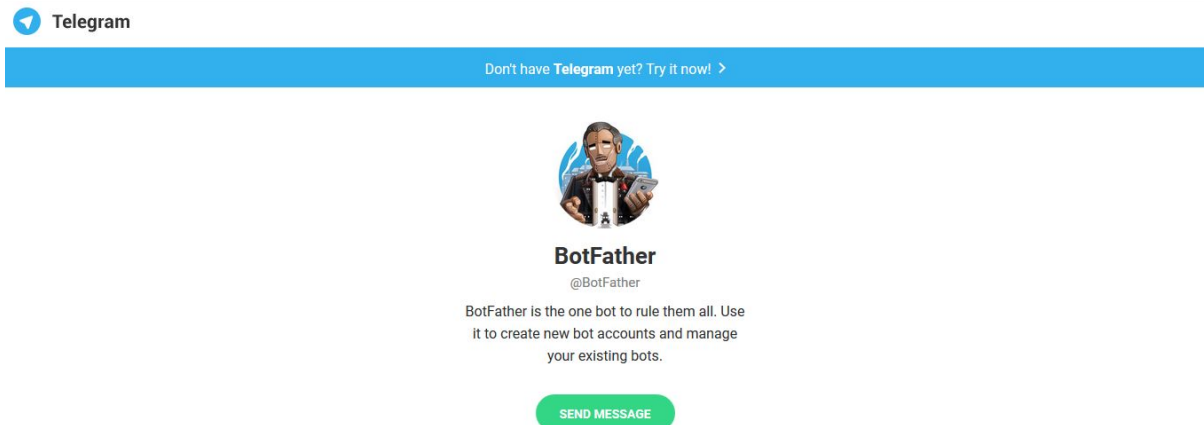 Telegram
Don't have Telegram yet? Try it now!
BotFather
@BotFather
BotFather is the one bot to rule them all. Use
it to create new bot accounts and manage
your existing bots.
SEND MESSAGE